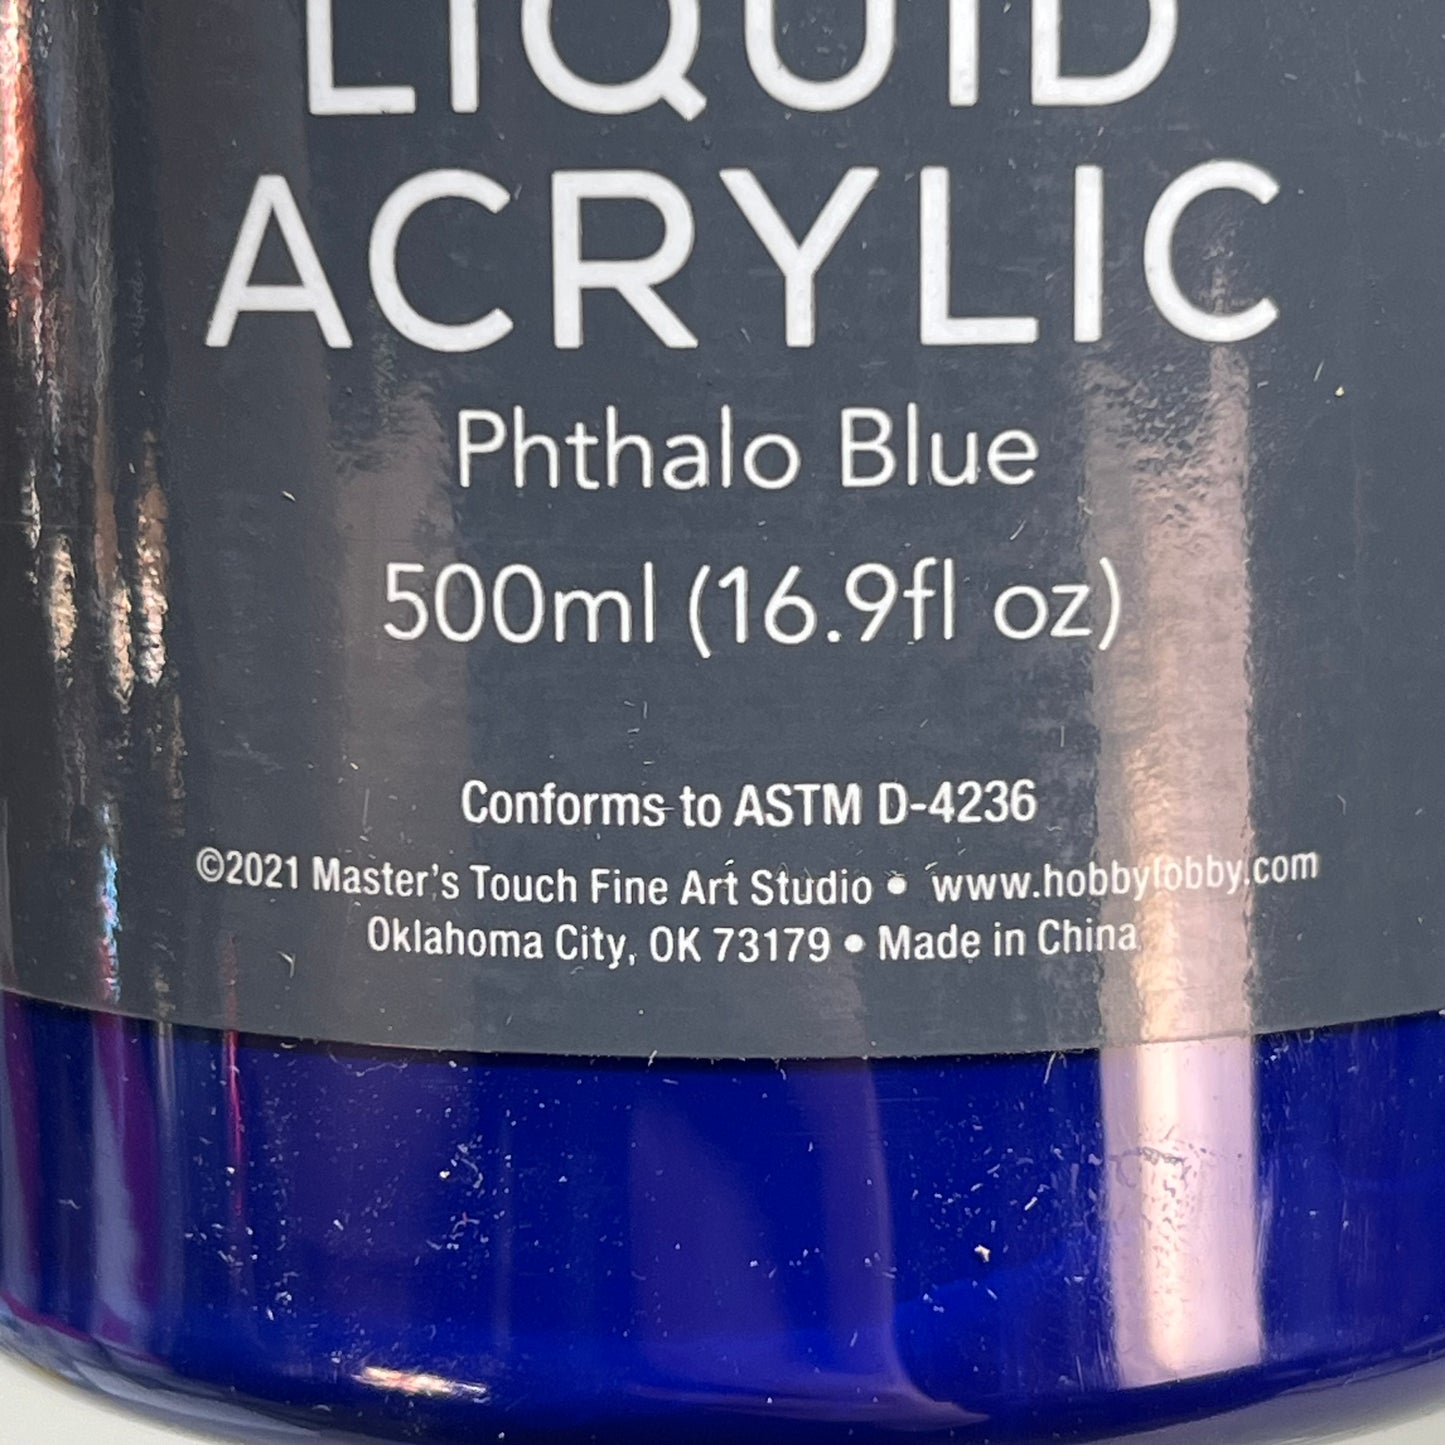 LIQUID
ACRYLIC
Phthalo Blue
500ml (16.9fl oz)
Conforms to ASTM D-4236
©2021 Master's Touch Fine Art Studio • www.hobbylobby.com
Oklahoma City, OK 73179 • Made in China